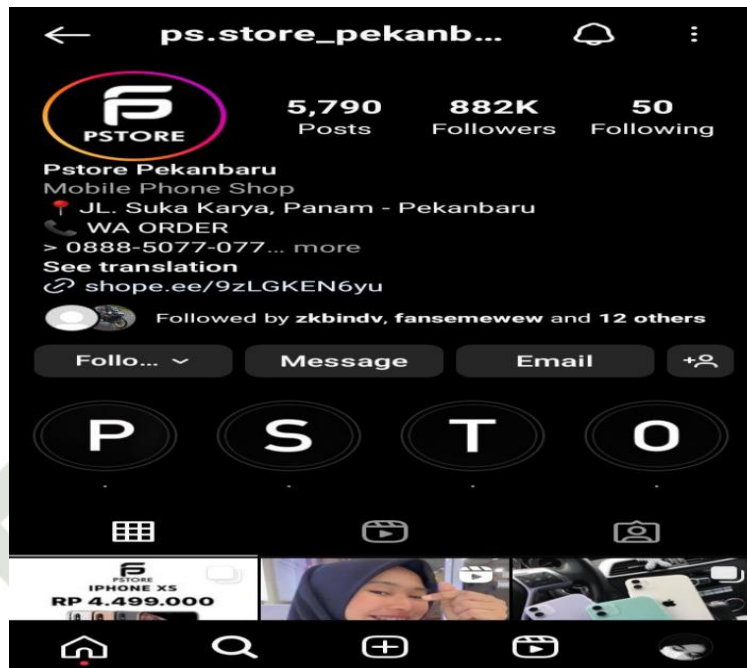 ps.store_pekanb...
PSTORE
5,790 882K 50
Posts Followers Following
Pstore Pekanbaru
Mobile Phone Shop
JL. Suka Karya, Panam - Pekanbaru
WA ORDER
> 0888-5077-077... more
See translation
shope.ee/9zLGKEN6yu
Followed by zkbindv, fansemewew and 12 others
Follo... Message Email
P S T O
PSTORE
IPHONE XS
RP 4.499.000